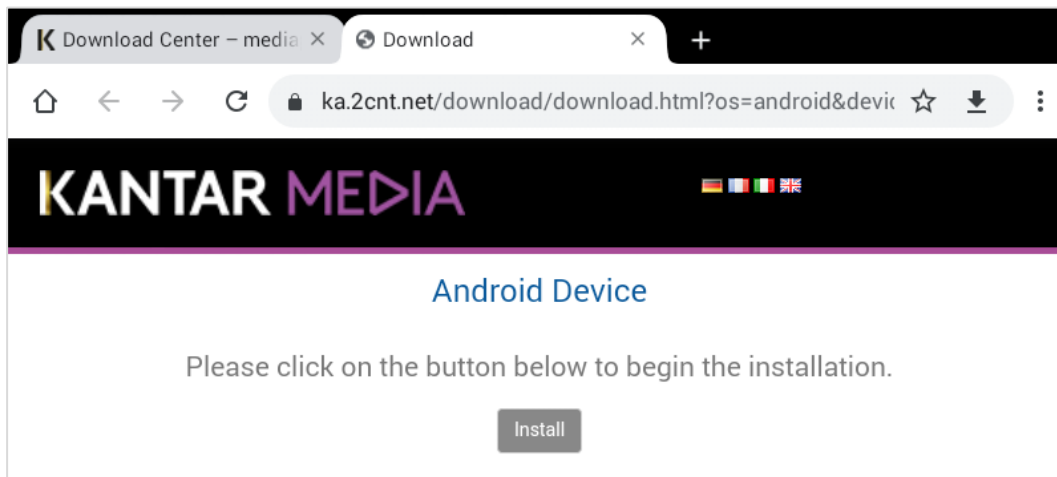 K Download Center – media
Download
ka.2cnt.net/download/download.html?os=android&devic
KANTAR MEDIA
Android Device
Please click on the button below to begin the installation.
Install